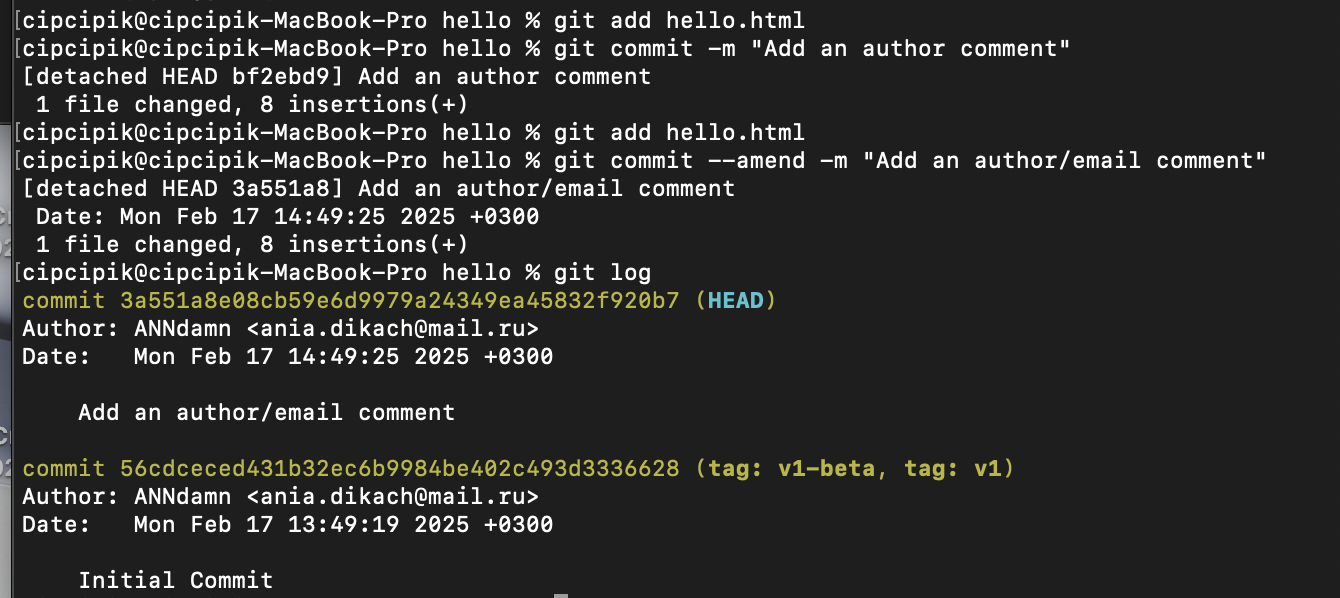 [cipcipik@cipcipik-MacBook-Pro hello % git add hello.html
[cipcipik@cipcipik-MacBook-Pro hello % git commit -m "Add an author comment"
[detached HEAD bf2ebd9] Add an author comment
 1 file changed, 8 insertions(+)
[cipcipik@cipcipik-MacBook-Pro hello % git add hello.html
[cipcipik@cipcipik-MacBook-Pro hello % git commit --amend -m "Add an author/email comment"
[detached HEAD 3a551a8] Add an author/email comment
 Date: Mon Feb 17 14:49:25 2025 +0300
 1 file changed, 8 insertions(+)
[cipcipik@cipcipik-MacBook-Pro hello % git log
commit 3a551a8e08cb59e6d9979a24349ea45832f920b7 (HEAD)
Author: ANNdamn <ania.dikach@mail.ru>
Date:   Mon Feb 17 14:49:25 2025 +0300
    Add an author/email comment
commit 56cdceced431b32ec6b9984be402c493d3336628 (tag: v1-beta, tag: v1)
Author: ANNdamn <ania.dikach@mail.ru>
Date:   Mon Feb 17 13:49:19 2025 +0300
    Initial Commit